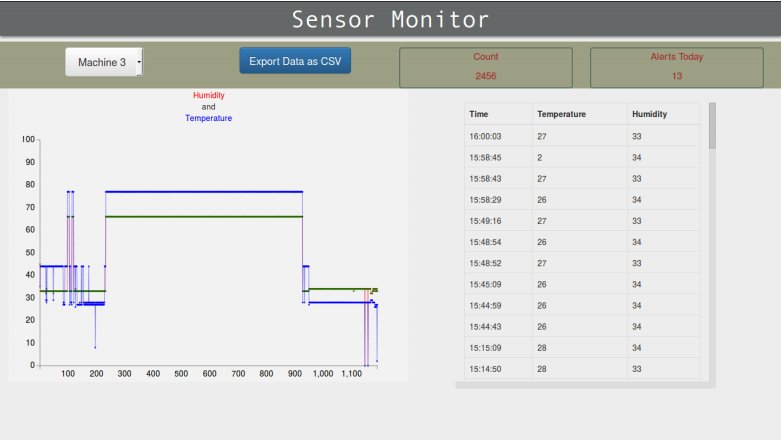 Sensor Monitor
Machine 3
Export Data as CSV
Count
2456
Alerts Today
13
Humidity
and
Temperature
100
90
80
70
60
50
40
30
20
10
0
100 200 300 400 500 600 700 800 900 1,000 1,100
Time Temperature Humidity
16:00:03 27 33
15:58:45 2 34
15:58:43 27 33
15:58:29 26 34
15:49:16 27 33
15:48:54 26 34
15:48:52 27 33
15:45:09 26 34
15:44:59 26 34
15:44:43 26 34
15:15:09 28 34
15:14:50 28 33